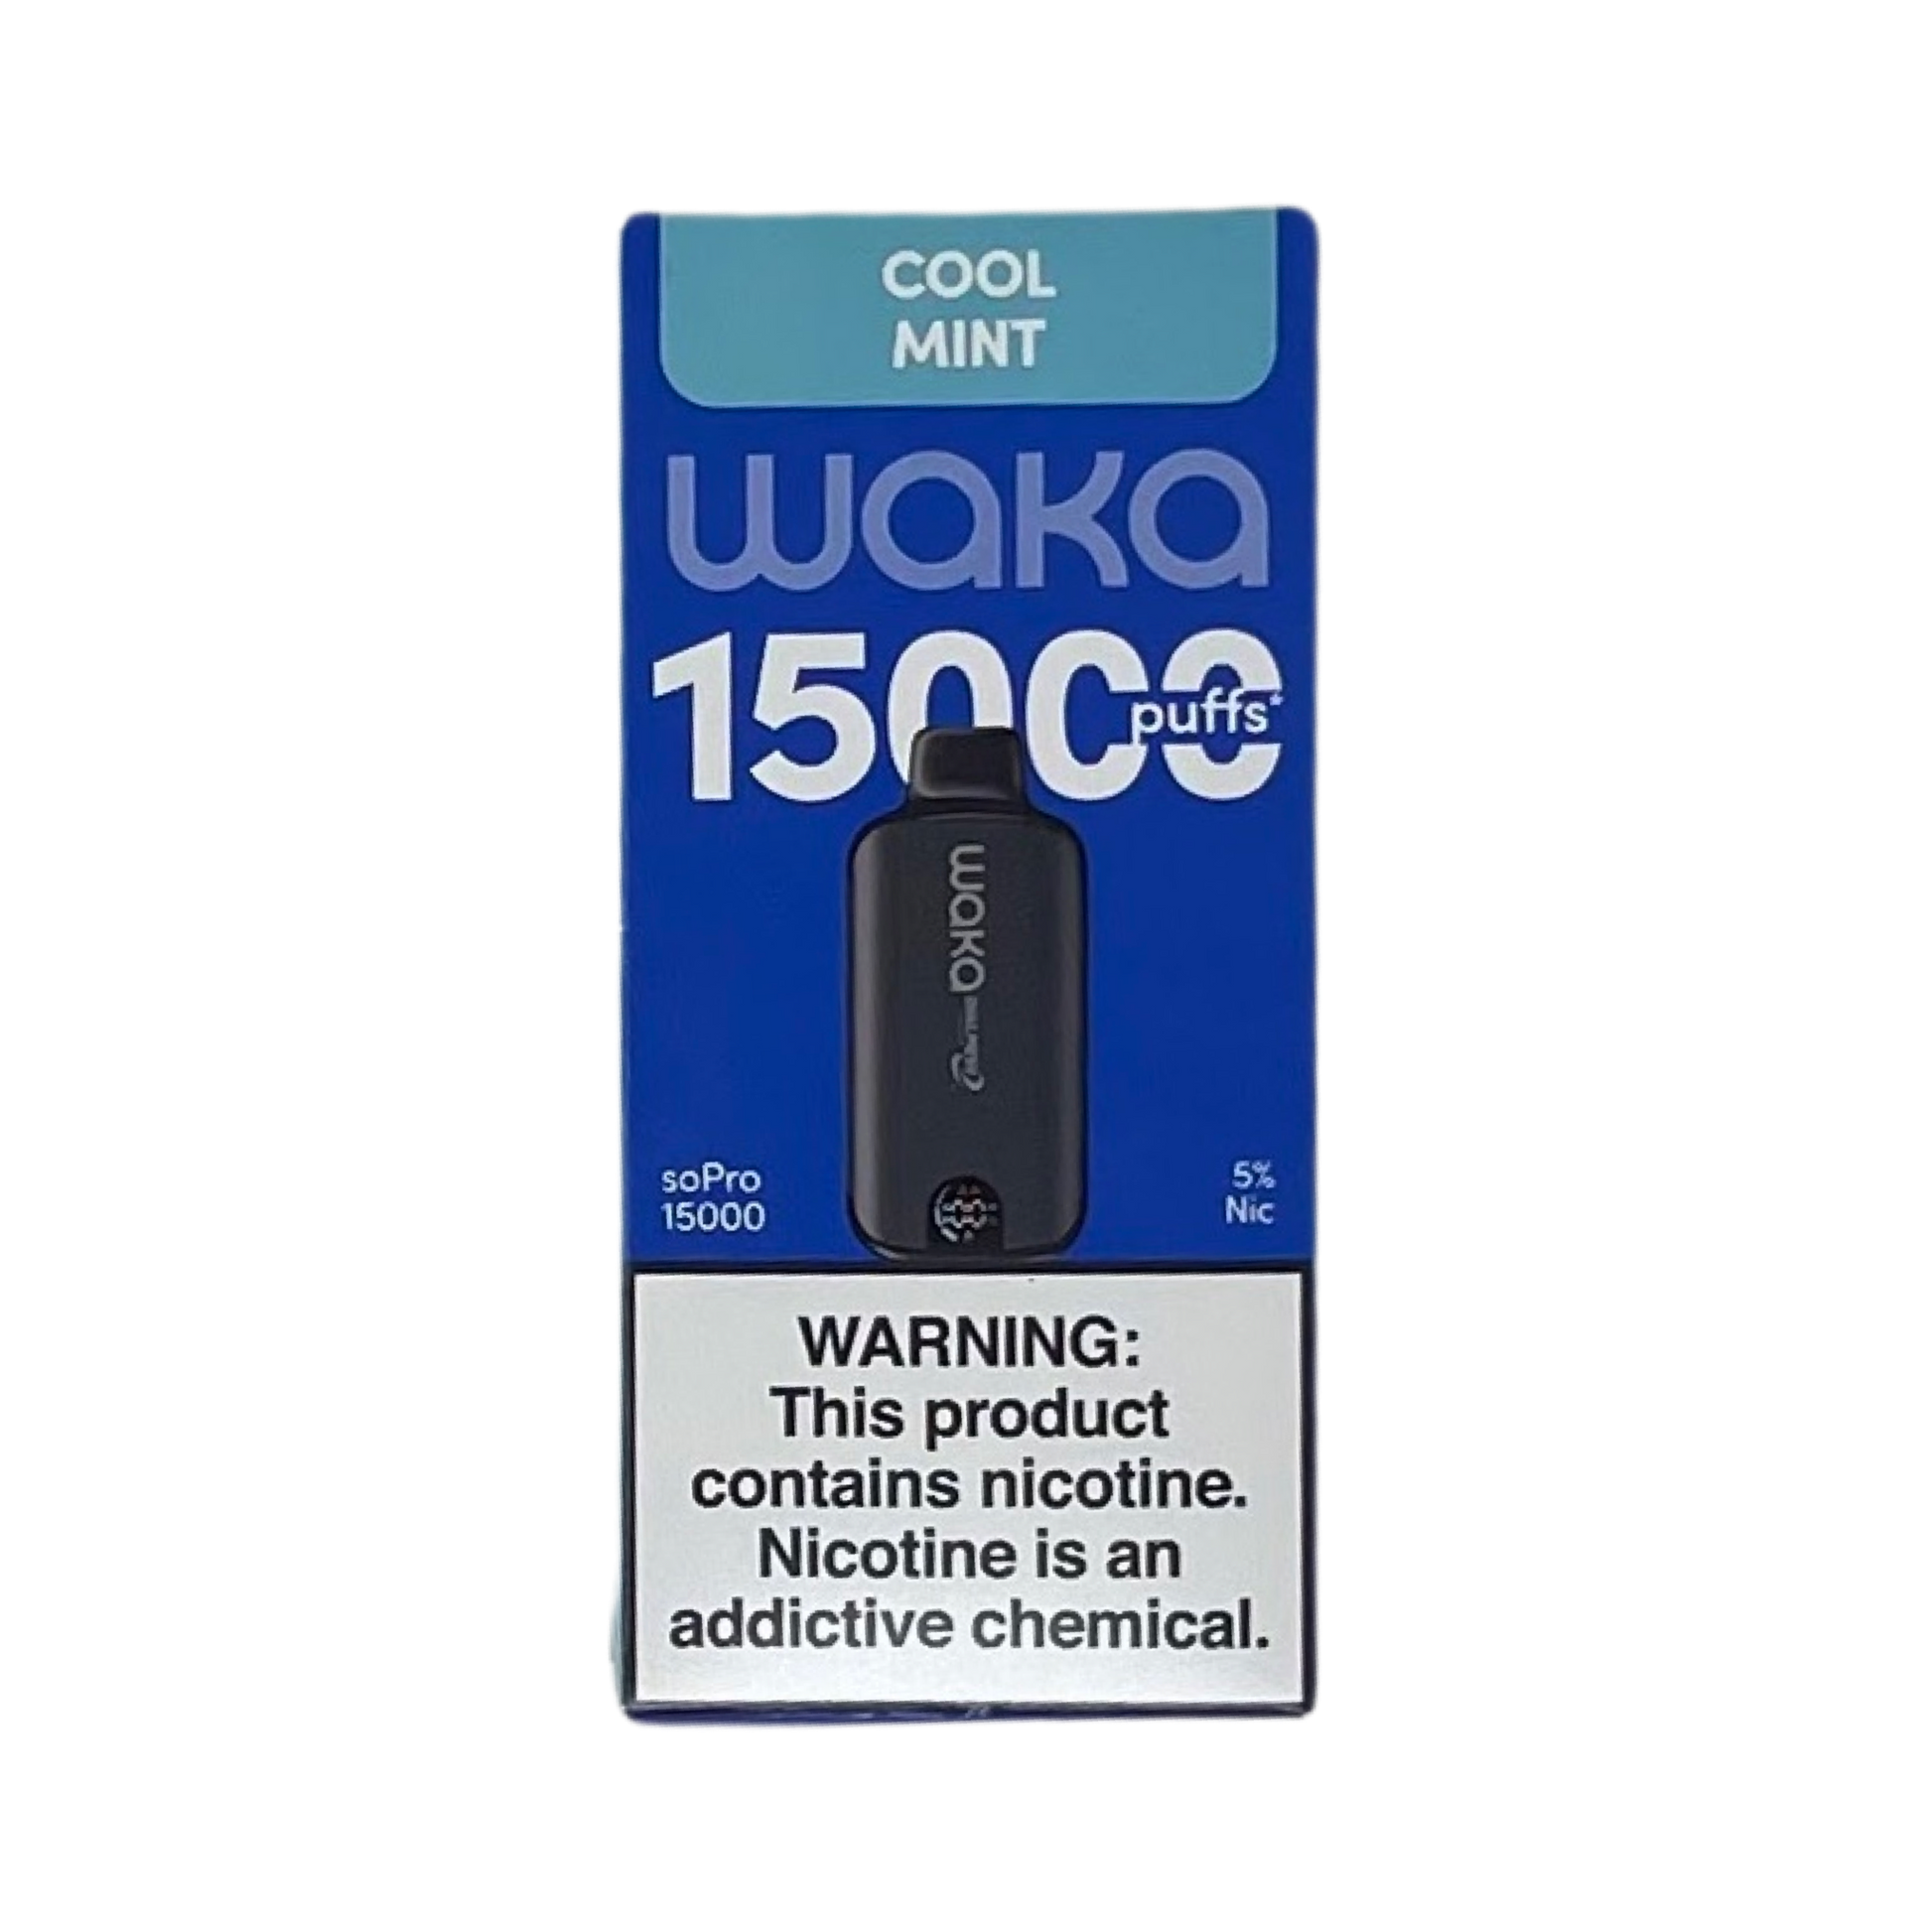 COOL
MINT
waka
15000
puffs*
waka
soPro
15000
5%
Nic
WARNING:
This product
contains nicotine.
Nicotine is an
addictive chemical.